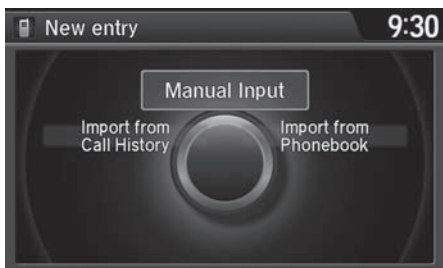 New entry
9:30
Manual Input
Import from
Call History
Import from
Phonebook